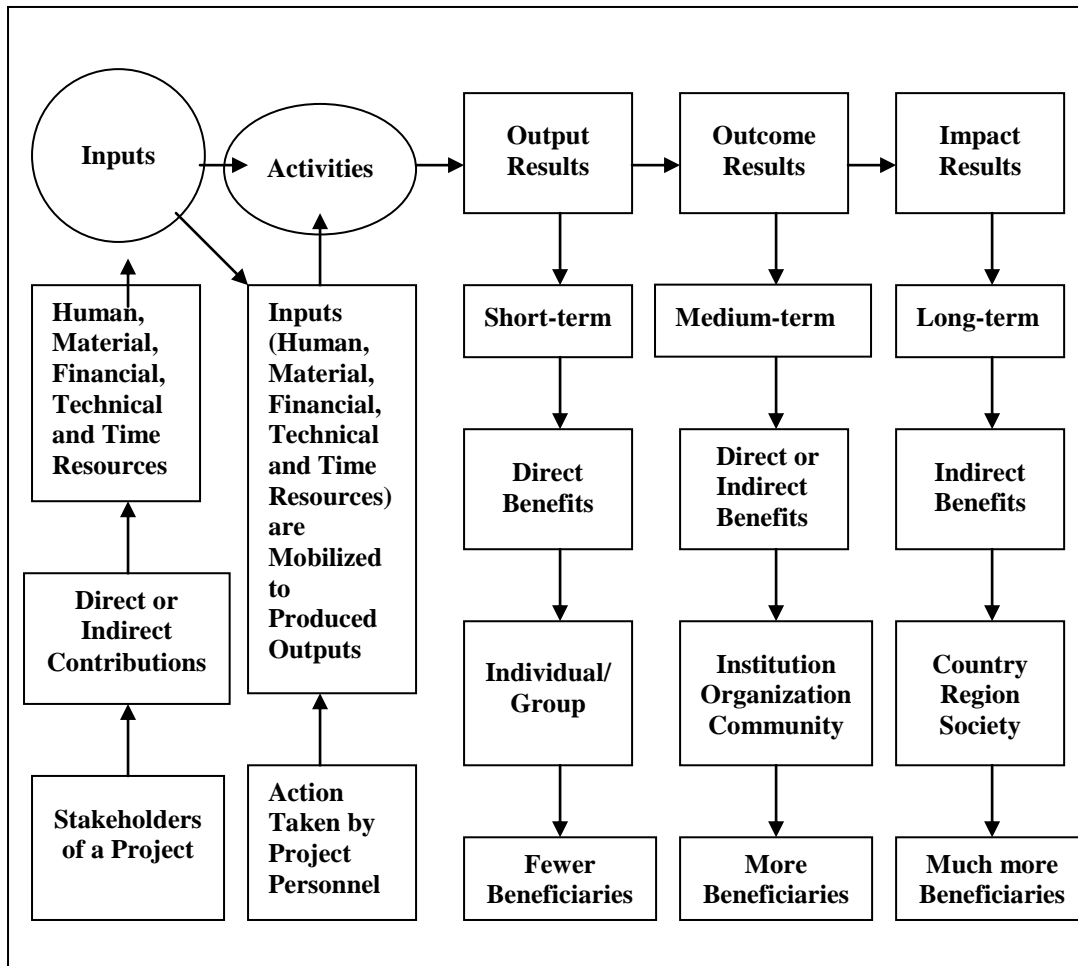 Inputs
Activities
Output
Results
Outcome
Results
Impact
Results
Human,
Material,
Financial,
Technical
and Time
Resources
Inputs
(Human,
Material,
Financial,
Technical
and Time
Resources)
are
Mobilized
to
Produced
Outputs
Short-term
Medium-term
Long-term
Direct
Benefits
Direct or
Indirect
Benefits
Indirect
Benefits
Direct or
Indirect
Contributions
Individual/
Group
Institution
Organization
Community
Country
Region
Society
Stakeholders
of a Project
Action
Taken by
Project
Personnel
Fewer
Beneficiaries
More
Beneficiaries
Much more
Beneficiaries